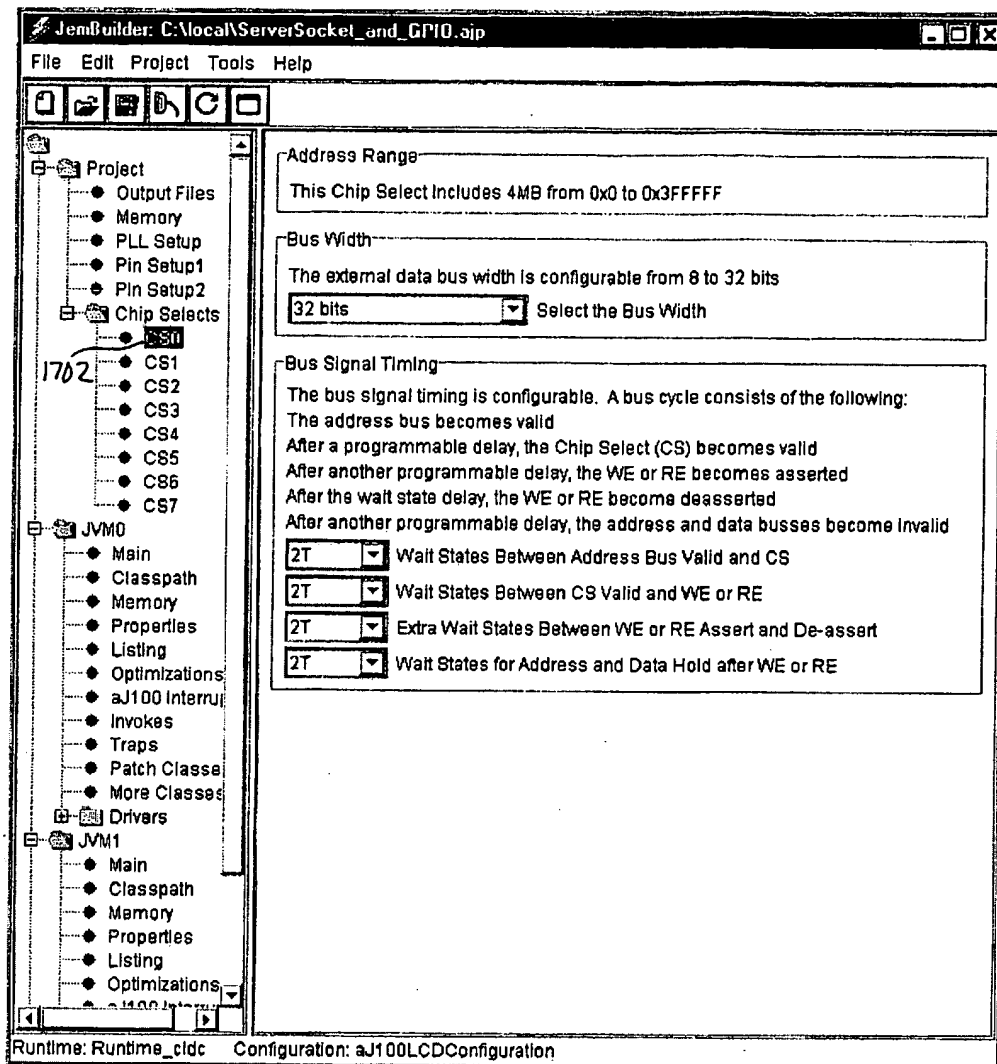 JemBuilder: C:\local\ServerSocket_and_GPIO.ajp
File Edit Project Tools Help
Project
Output Files
Memory
PLL Setup
Pin Setup1
Pin Setup2
Chip Selects
CS0
1702
CS1
CS2
CS3
CS4
CS5
CS6
CS7
JVM0
Main
Classpath
Memory
Properties
Listing
Optimizations
aJ100 Interrup
Invokes
Traps
Patch Classe
More Classes
Drivers
JVM1
Main
Classpath
Memory
Properties
Listing
Optimizations
Address Range
This Chip Select Includes 4MB from 0x0 to 0x3FFFFF
Bus Width
The external data bus width is configurable from 8 to 32 bits
32 bits Select the Bus Width
Bus Signal Timing
The bus signal timing is configurable. A bus cycle consists of the following:
The address bus becomes valid
After a programmable delay, the Chip Select (CS) becomes valid
After another programmable delay, the WE or RE becomes asserted
After the wait state delay, the WE or RE become deasserted
After another programmable delay, the address and data busses become invalid
2T Wait States Between Address Bus Valid and CS
2T Wait States Between CS Valid and WE or RE
2T Extra Wait States Between WE or RE Assert and De-assert
2T Wait States for Address and Data Hold after WE or RE
Runtime: Runtime_cldc Configuration: aJ100LCDConfiguration